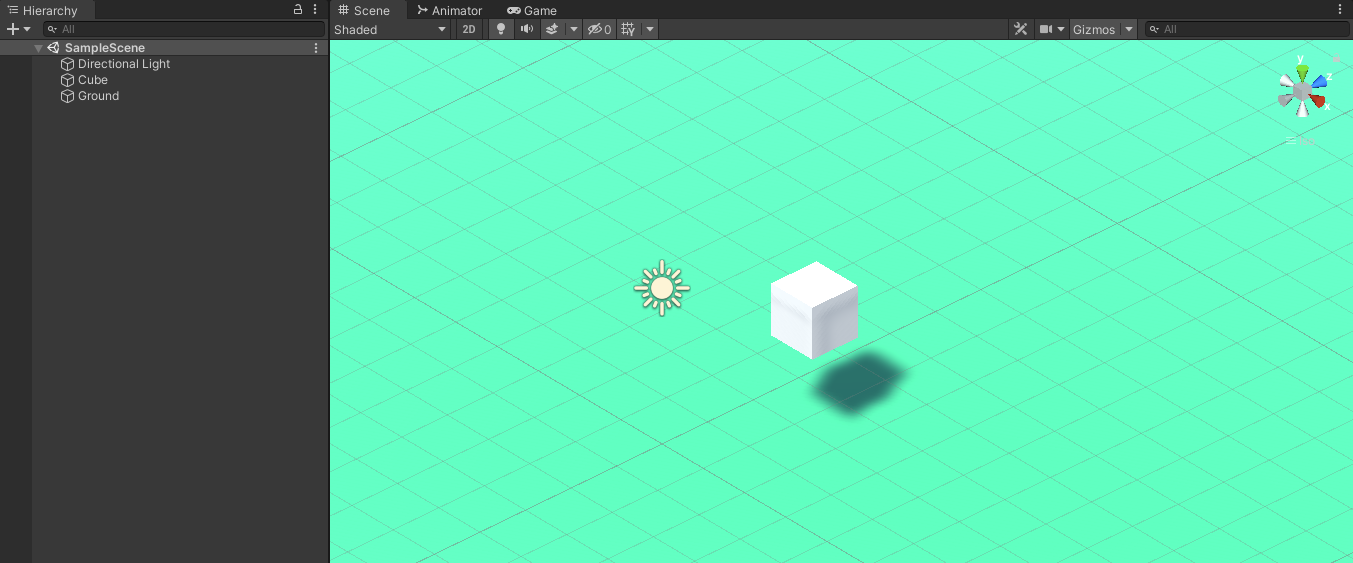 Hierarchy
All
SampleScene
Directional Light
Cube
Ground
Scene
Animator
Game
Shaded
2D
0
Gizmos
All
y
z
x